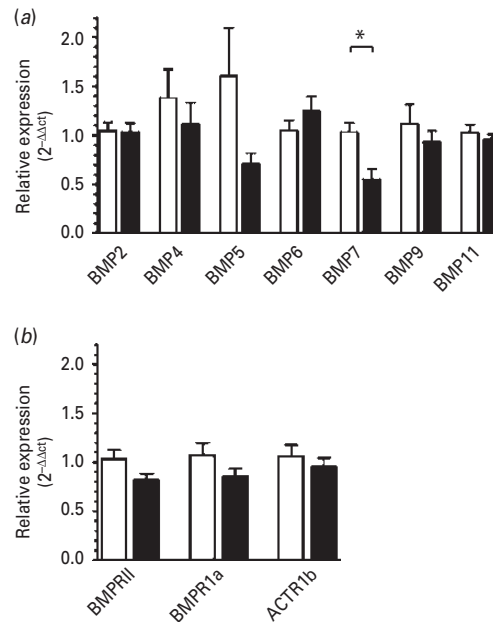 (a)
Relative expression
(2–ΔΔct)
2.0
1.5
1.0
0.5
0.0
*
BMP2
BMP4
BMP5
BMP6
BMP7
BMP9
BMP11
(b)
Relative expression
(2–ΔΔct)
2.0
1.5
1.0
0.5
0.0
BMPRII
BMPR1a
ACTR1b